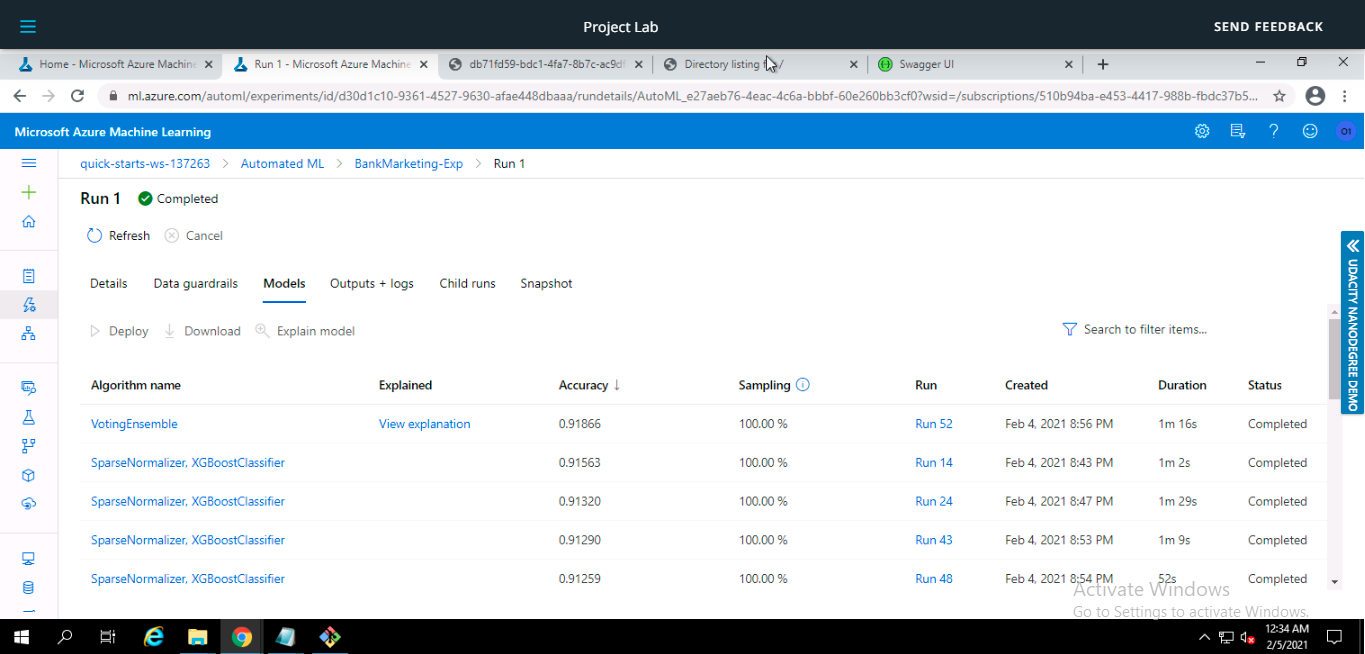 Project Lab
SEND FEEDBACK
Home - Microsoft Azure Machine
Run 1 - Microsoft Azure Machine
db71fd59-bdc1-4fa7-8b7c-ac9d
Directory listing
Swagger UI
ml.azure.com/automl/experiments/id/d30d1c10-9361-4527-9630-afae448dbaaa/rundetails/AutoML_e27aeb76-4eac-4c6a-bbbf-60e260bb3cf0?wsid=/subscriptions/510b94ba-e453-4417-988b-fbdc37b5...
Microsoft Azure Machine Learning
01
quick-starts-ws-137263 > Automated ML > BankMarketing-Exp > Run 1
Run 1 Completed
Refresh Cancel
Details Data guardrails Models Outputs + logs Child runs Snapshot
Deploy Download Explain model Search to filter items...
Algorithm name Explained Accuracy ↓ Sampling Run Created Duration Status
VotingEnsemble View explanation 0.91866 100.00 % Run 52 Feb 4, 2021 8:56 PM 1m 16s Completed
SparseNormalizer, XGBoostClassifier 0.91563 100.00 % Run 14 Feb 4, 2021 8:43 PM 1m 2s Completed
SparseNormalizer, XGBoostClassifier 0.91320 100.00 % Run 24 Feb 4, 2021 8:47 PM 1m 29s Completed
SparseNormalizer, XGBoostClassifier 0.91290 100.00 % Run 43 Feb 4, 2021 8:53 PM 1m 9s Completed
SparseNormalizer, XGBoostClassifier 0.91259 100.00 % Run 48 Feb 4, 2021 8:54 PM 52s Completed
UDACITY NANODEGREE DEMO
Activate Windows
Go to Settings to activate Windows.
12:34 AM
2/5/2021